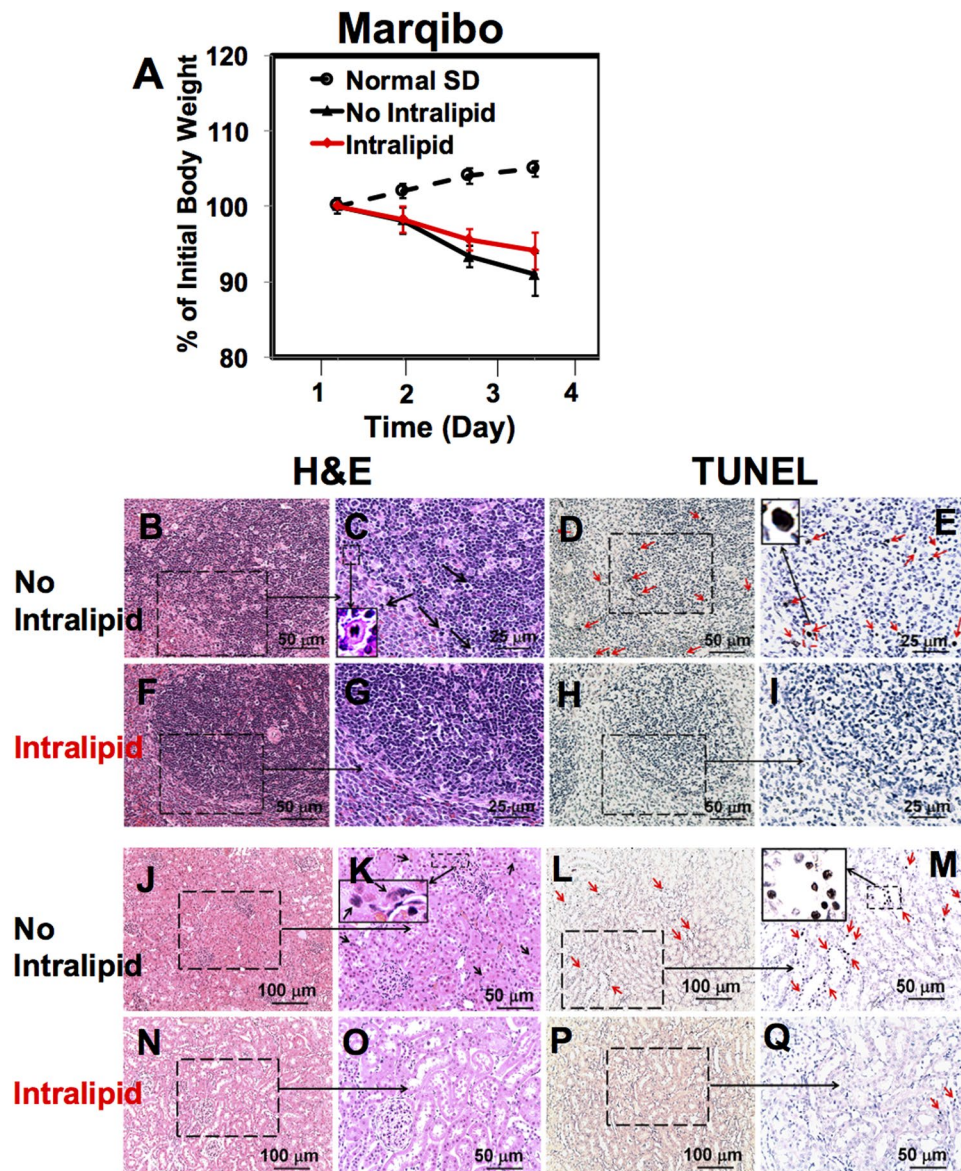 Marqibo
A
% of Initial Body Weight
120
110
100
90
80
Normal SD
No Intralipid
Intralipid
1 2 3 4
Time (Day)
H&E TUNEL
No
Intralipid
B 50 μm
C 25 μm
D 50 μm
E 25 μm
Intralipid
F 50 μm
G 25 μm
H 50 μm
I 25 μm
No
Intralipid
J 100 μm
K 50 μm
L 100 μm
M 50 μm
Intralipid
N 100 μm
O 50 μm
P 100 μm
Q 50 μm